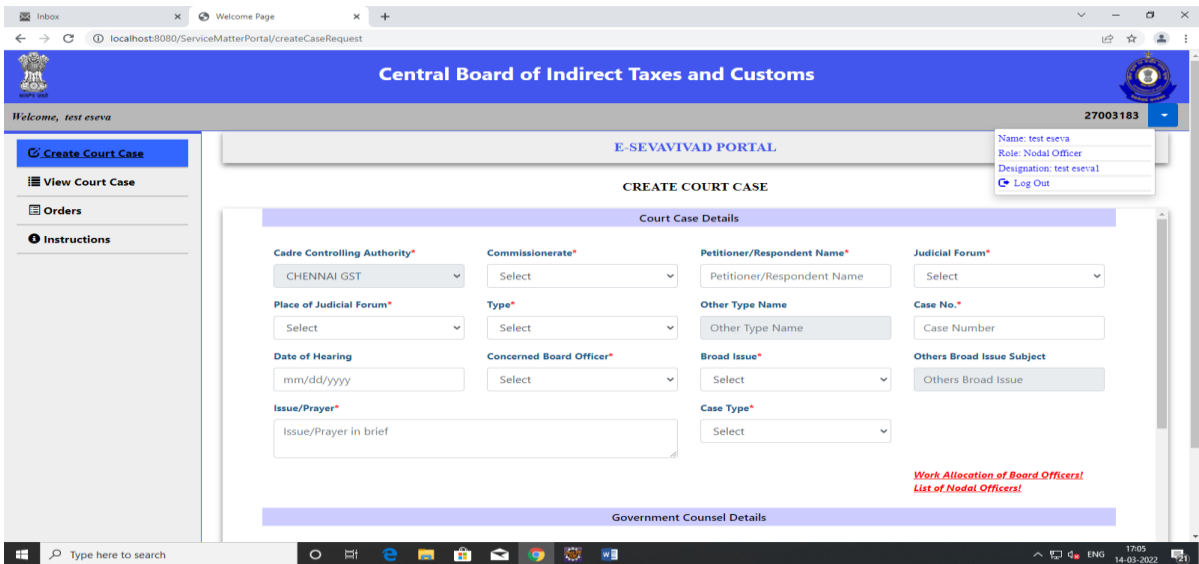 Inbox
Welcome Page
localhost:8080/ServiceMatterPortal/createCaseRequest
Central Board of Indirect Taxes and Customs
Welcome, test eseva
27003183
Name: test eseva
Role: Nodal Officer
Designation: test eseva1
Log Out
Create Court Case
View Court Case
Orders
Instructions
E-SEVAVIVAD PORTAL
CREATE COURT CASE
Court Case Details
Cadre Controlling Authority* Commissionerate* Petitioner/Respondent Name* Judicial Forum*
CHENNAI GST Select Petitioner/Respondent Name Select
Place of Judicial Forum* Type* Other Type Name Case No.*
Select Select Other Type Name Case Number
Date of Hearing Concerned Board Officer* Broad Issue* Others Broad Issue Subject
mm/dd/yyyy Select Select Others Broad Issue
Issue/Prayer* Case Type*
Issue/Prayer in brief Select
Work Allocation of Board Officers!
List of Nodal Officers!
Government Counsel Details
Type here to search
ENG
17:05
14-03-2022